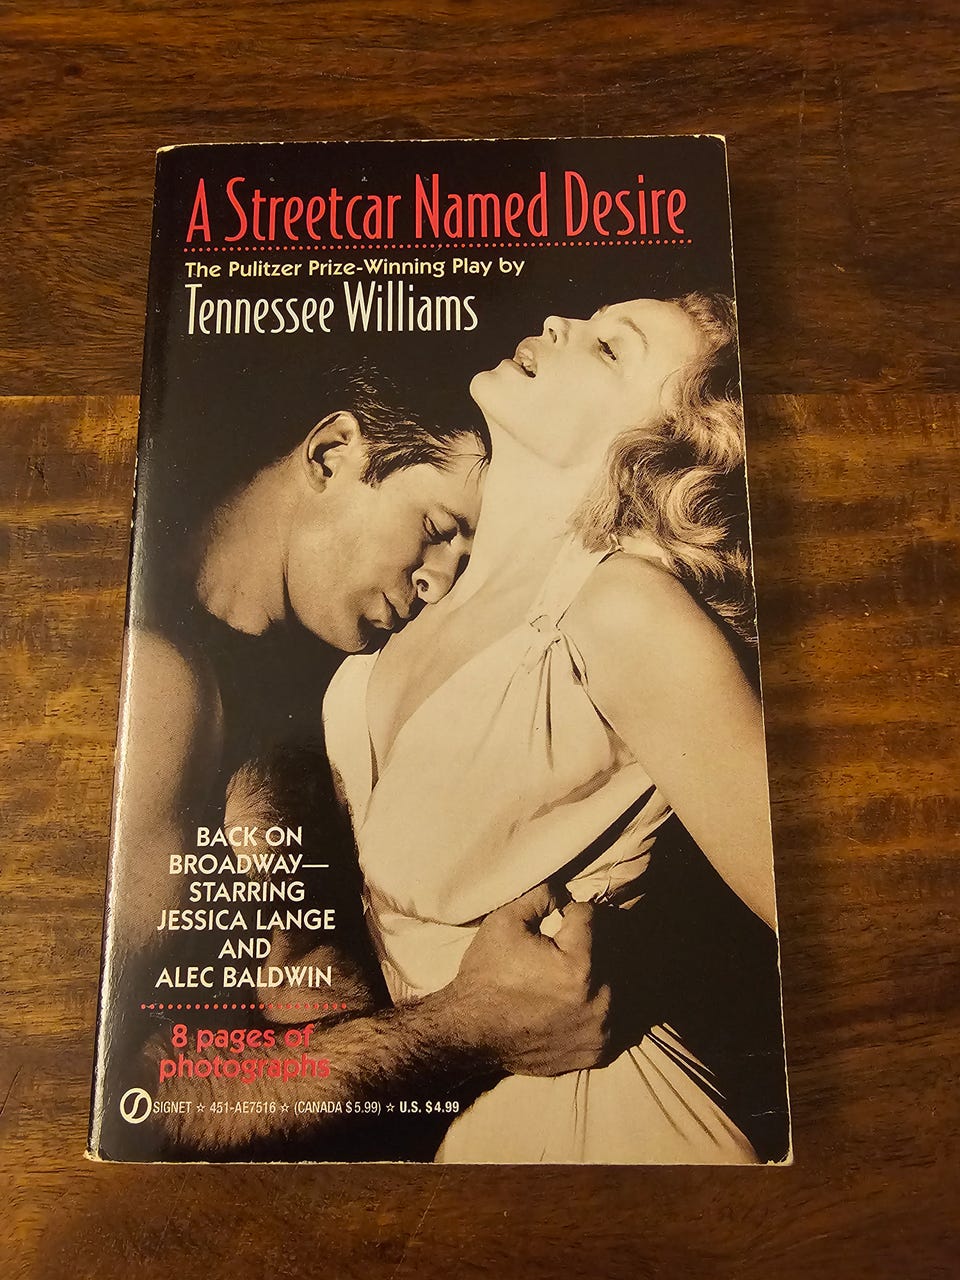 A Streetcar Named Desire
The Pulitzer Prize-Winning Play by
Tennessee Williams
BACK ON
BROADWAY—
STARRING
JESSICA LANGE
AND
ALEC BALDWIN
8 pages of
photographs
SIGNET ☆ 451-AE7516 ☆ (CANADA $5.99) ☆ U.S. $4.99